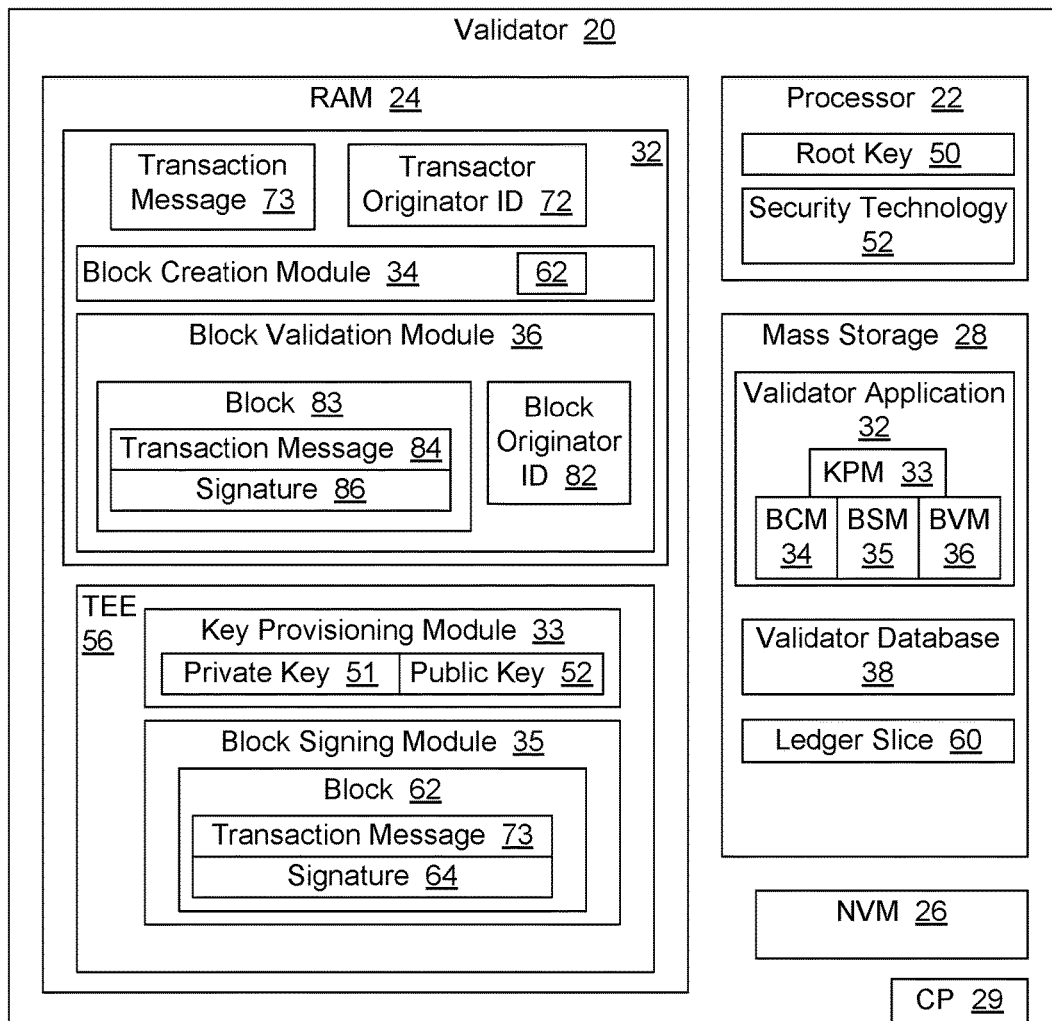 Validator 20
RAM 24
32
Transaction
Message 73
Transactor
Originator ID 72
Block Creation Module 34
62
Block Validation Module 36
Block 83
Transaction Message 84
Signature 86
Block
Originator
ID 82
TEE
56
Key Provisioning Module 33
Private Key 51
Public Key 52
Block Signing Module 35
Block 62
Transaction Message 73
Signature 64
Processor 22
Root Key 50
Security Technology
52
Mass Storage 28
Validator Application
32
KPM 33
BCM
34
BSM
35
BVM
36
Validator Database
38
Ledger Slice 60
NVM 26
CP 29